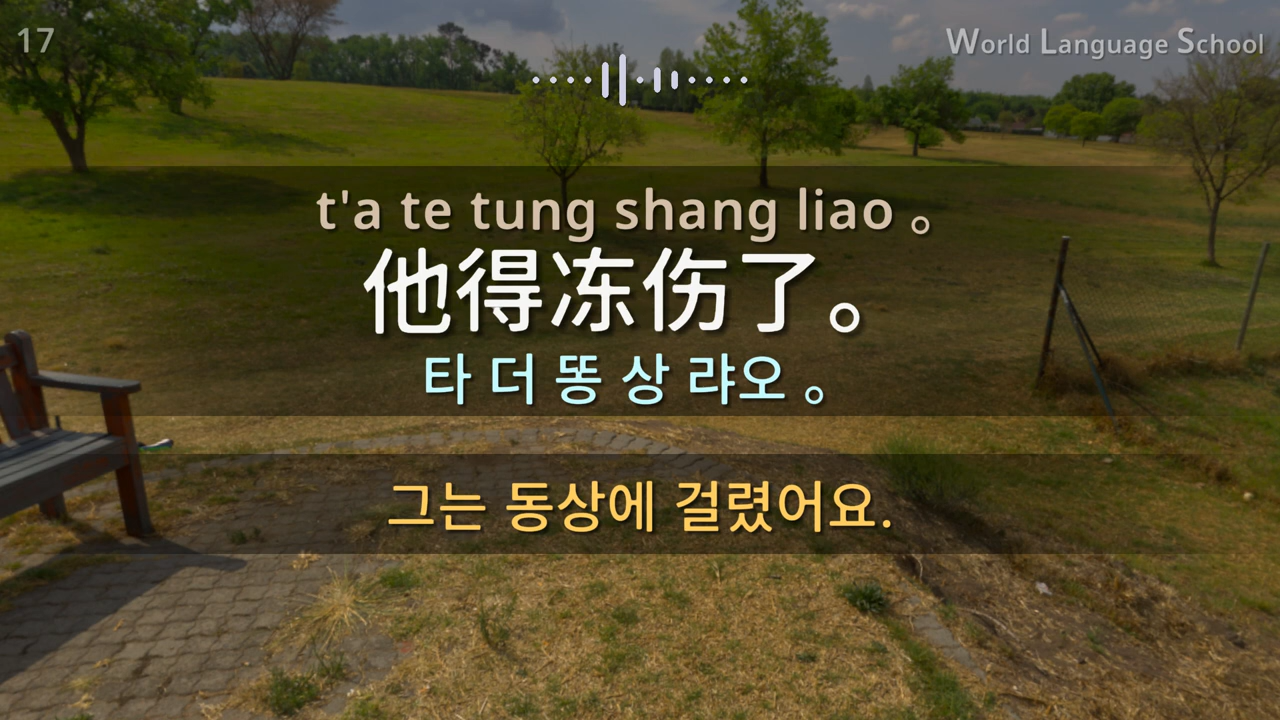 17
World Language School
t'a te tung shang liao 。
他得冻伤了。
타 더 똥 상 랴오 。
그는 동상에 걸렸어요.